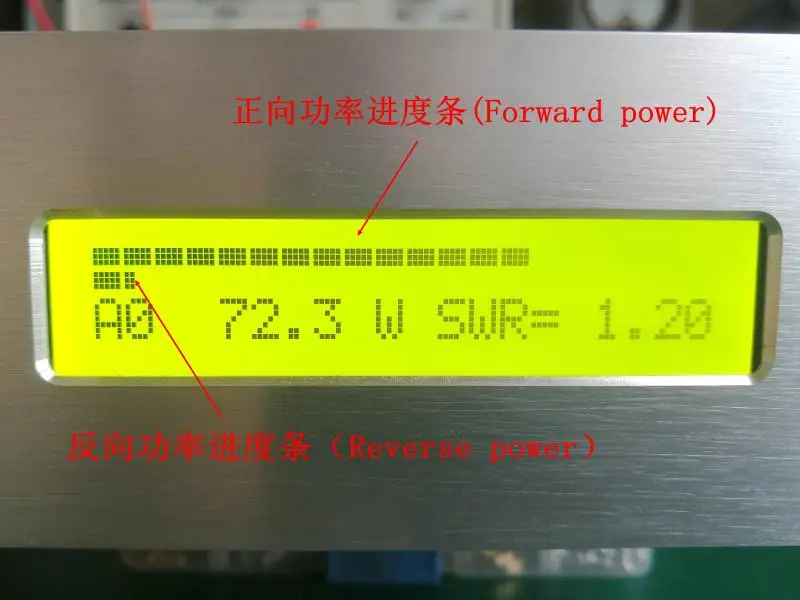 正向功率进度条(Forward power)
A0 72.3 W SWR= 1.20
反向功率进度条（Reverse power）